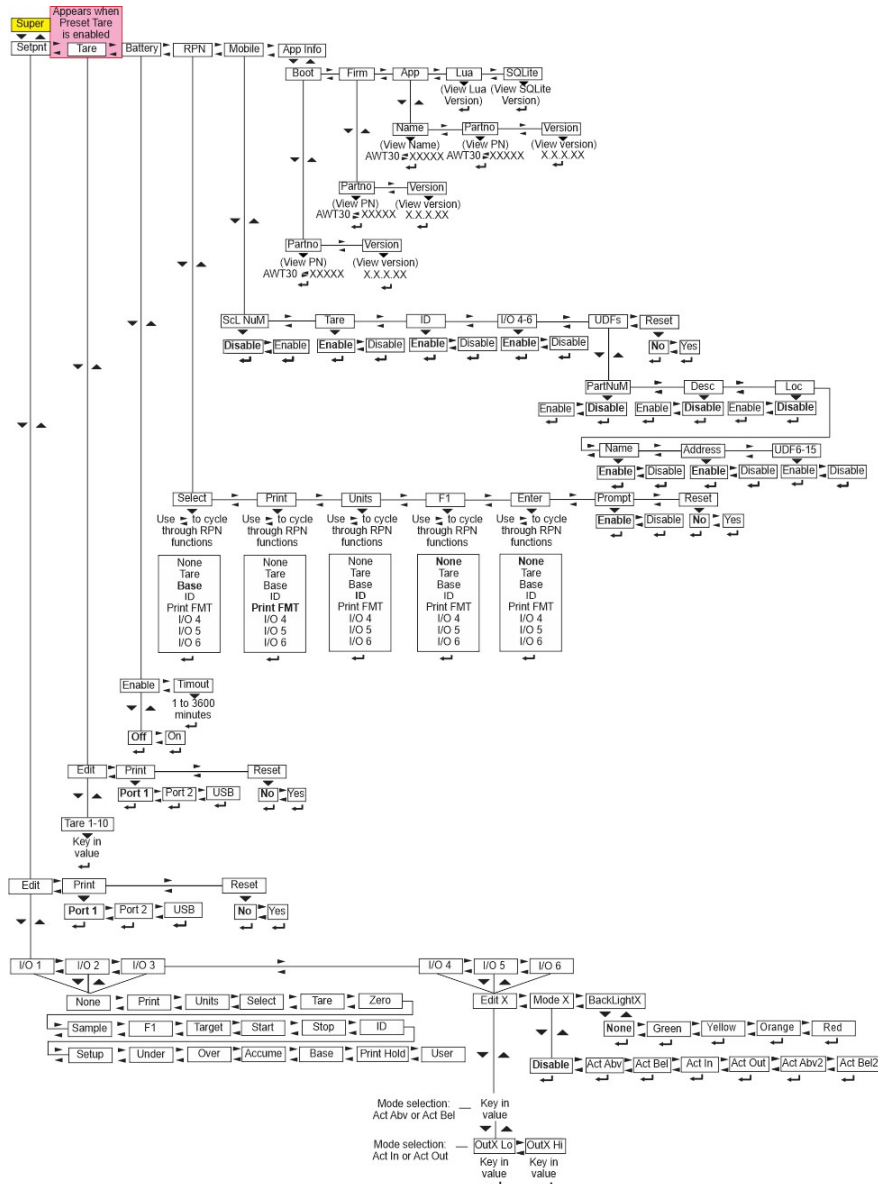 Appears when
Preset Tare
is enabled
Super
Setpnt Tare Battery RPN Mobile App Info
Boot Firm App Lua SQLite
(View Lua Version) (View SQLite Version)
Name Partno Version
(View Name) (View PN) (View version)
AWT30 XXXXX AWT30 XXXXX X.X.X.XX
Partno Version
(View PN) (View version)
AWT30 XXXXX X.X.X.XX
Partno Version
(View PN) (View version)
AWT30 XXXXX X.X.X.XX
ScL NuM Tare ID I/O 4-6 UDFs Reset
Disable Enable Enable Disable Enable Disable Enable Disable No Yes
PartNuM Desc Loc
Enable Disable Enable Disable Enable Disable
Name Address UDF6-15
Enable Disable Enable Disable Enable Disable
Select Print Units F1 Enter Prompt Reset
Enable Disable No Yes
Use to cycle through RPN functions
Use to cycle through RPN functions
Use to cycle through RPN functions
Use to cycle through RPN functions
Use to cycle through RPN functions
None None None None None
Tare Tare Tare Tare Tare
Base Base Base Base Base
ID ID ID ID ID
Print FMT Print FMT Print FMT Print FMT Print FMT
I/O 4 I/O 4 I/O 4 I/O 4 I/O 4
I/O 5 I/O 5 I/O 5 I/O 5 I/O 5
I/O 6 I/O 6 I/O 6 I/O 6 I/O 6
Enable Timout
1 to 3600
minutes
Off On
Edit Print Reset
Port 1 Port 2 USB No Yes
Tare 1-10
Key in
value
Edit Print Reset
Port 1 Port 2 USB No Yes
I/O 1 I/O 2 I/O 3 I/O 4 I/O 5 I/O 6
None Print Units Select Tare Zero
Sample F1 Target Start Stop ID
Setup Under Over Accume Base Print Hold User
Edit X Mode X BackLightX
None Green Yellow Orange Red
Disable Act Abv Act Bel Act In Act Out Act Abv2 Act Bel2
Mode selection:
Act Abv or Act Bel
Key in
value
Mode selection:
Act In or Act Out
OutX Lo OutX Hi
Key in value Key in value